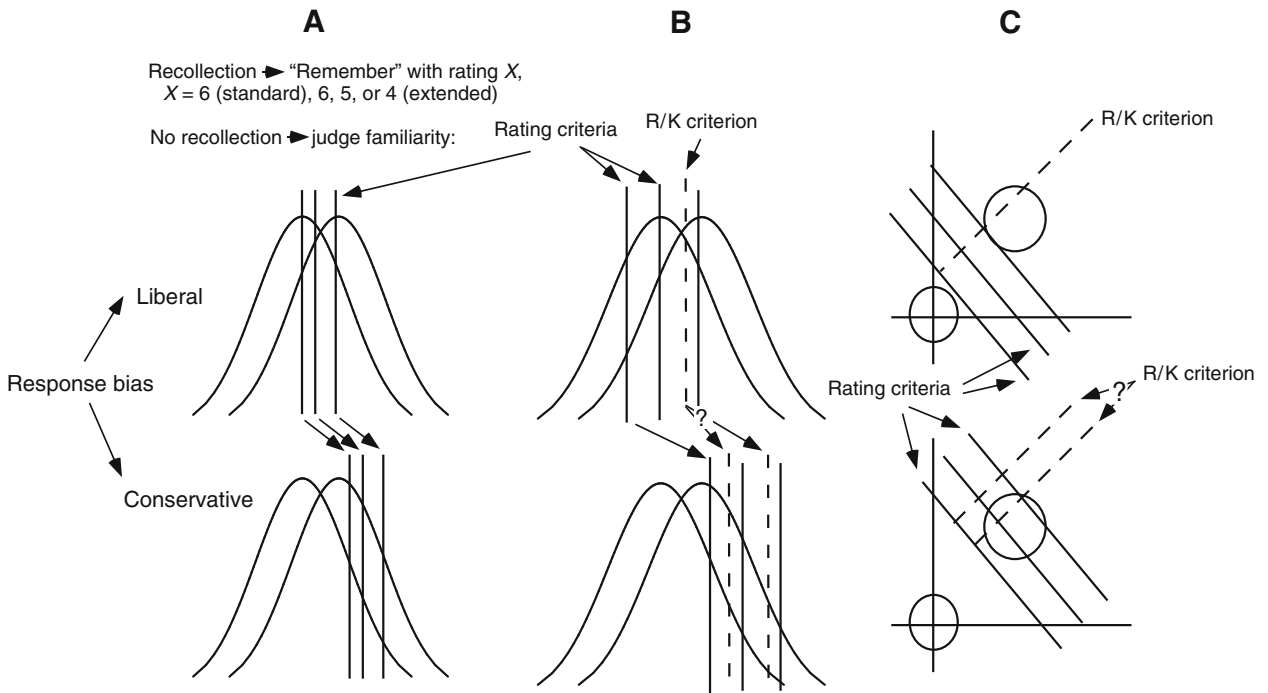 A
B
C
Recollection → “Remember” with rating X,
X = 6 (standard), 6, 5, or 4 (extended)
No recollection → judge familiarity:
Rating criteria
R/K criterion
R/K criterion
Liberal
Response bias
Conservative
?
Rating criteria
R/K criterion
?